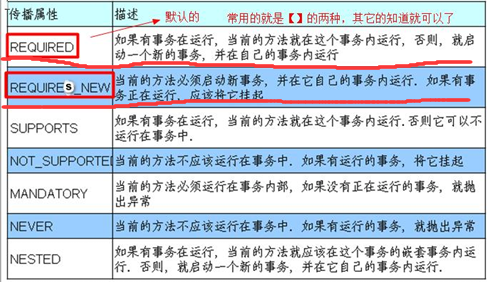 传播属性 描述
默认的 常用的就是【】的两种，其它的知道就可以了
REQUIRED 如果有事务在运行，当前的方法就在这个事务内运行，否则，就启
动一个新的事务，并在自己的事务内运行
REQUIREs_NEW 当前的方法必须启动新事务，并在它自己的事务内运行．如果有事
务正在运行，应该将它挂起
SUPPORTS 如果有事务在运行，当前的方法就在这个事务内运行．否则它可以不
运行在事务中．
NOT_SUPPORTED 当前的方法不应该运行在事务中．如果有运行的事务，将它挂起
MANDATORY 当前的方法必须运行在事务内部，如果没有正在运行的事务，就抛
出异常
NEVER 当前的方法不应该运行在事务中．如果有运行的事务，就抛出异常
NESTED 如果有事务在运行，当前的方法就应该在这个事务的嵌套事务内运
行．否则，就启动一个新的事务，并在它自己的事务内运行．